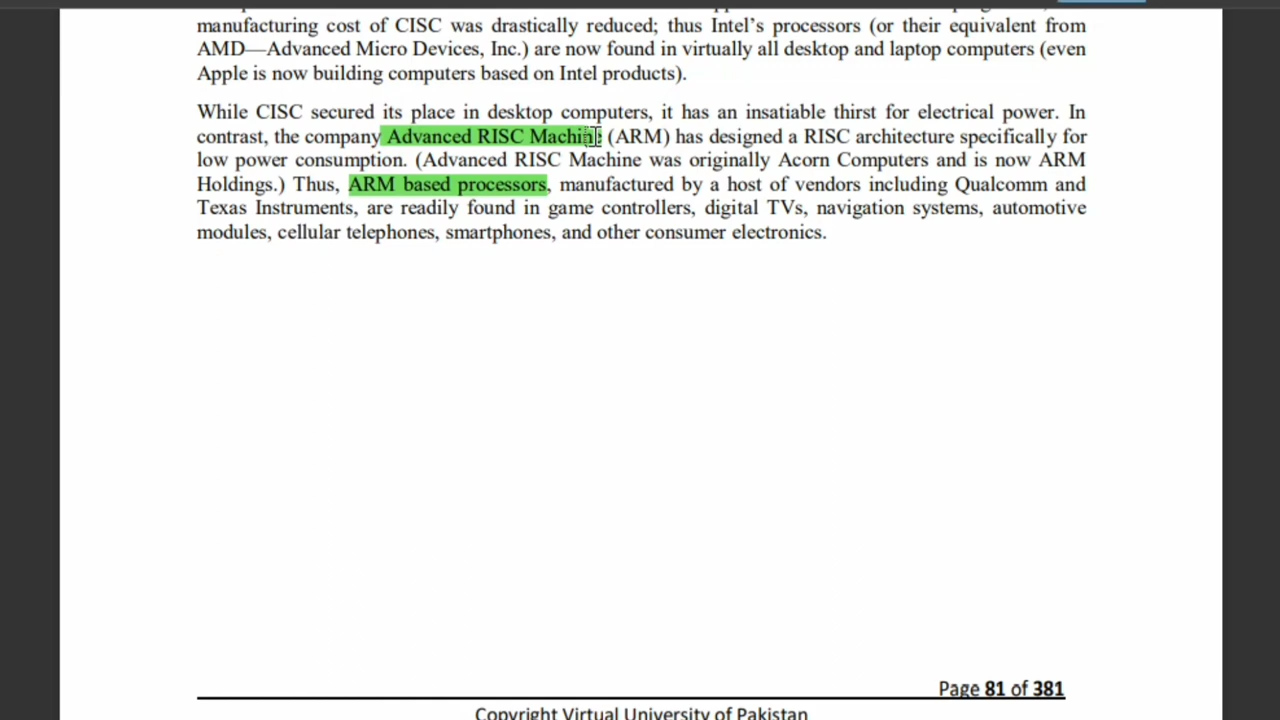 manufacturing cost of CISC was drastically reduced; thus Intel's processors (or their equivalent from
AMD—Advanced Micro Devices, Inc.) are now found in virtually all desktop and laptop computers (even
Apple is now building computers based on Intel products).
While CISC secured its place in desktop computers, it has an insatiable thirst for electrical power. In
contrast, the company Advanced RISC Machine (ARM) has designed a RISC architecture specifically for
low power consumption. (Advanced RISC Machine was originally Acorn Computers and is now ARM
Holdings.) Thus, ARM based processors, manufactured by a host of vendors including Qualcomm and
Texas Instruments, are readily found in game controllers, digital TVs, navigation systems, automotive
modules, cellular telephones, smartphones, and other consumer electronics.
Page 81 of 381
Copyright Virtual University of Pakistan